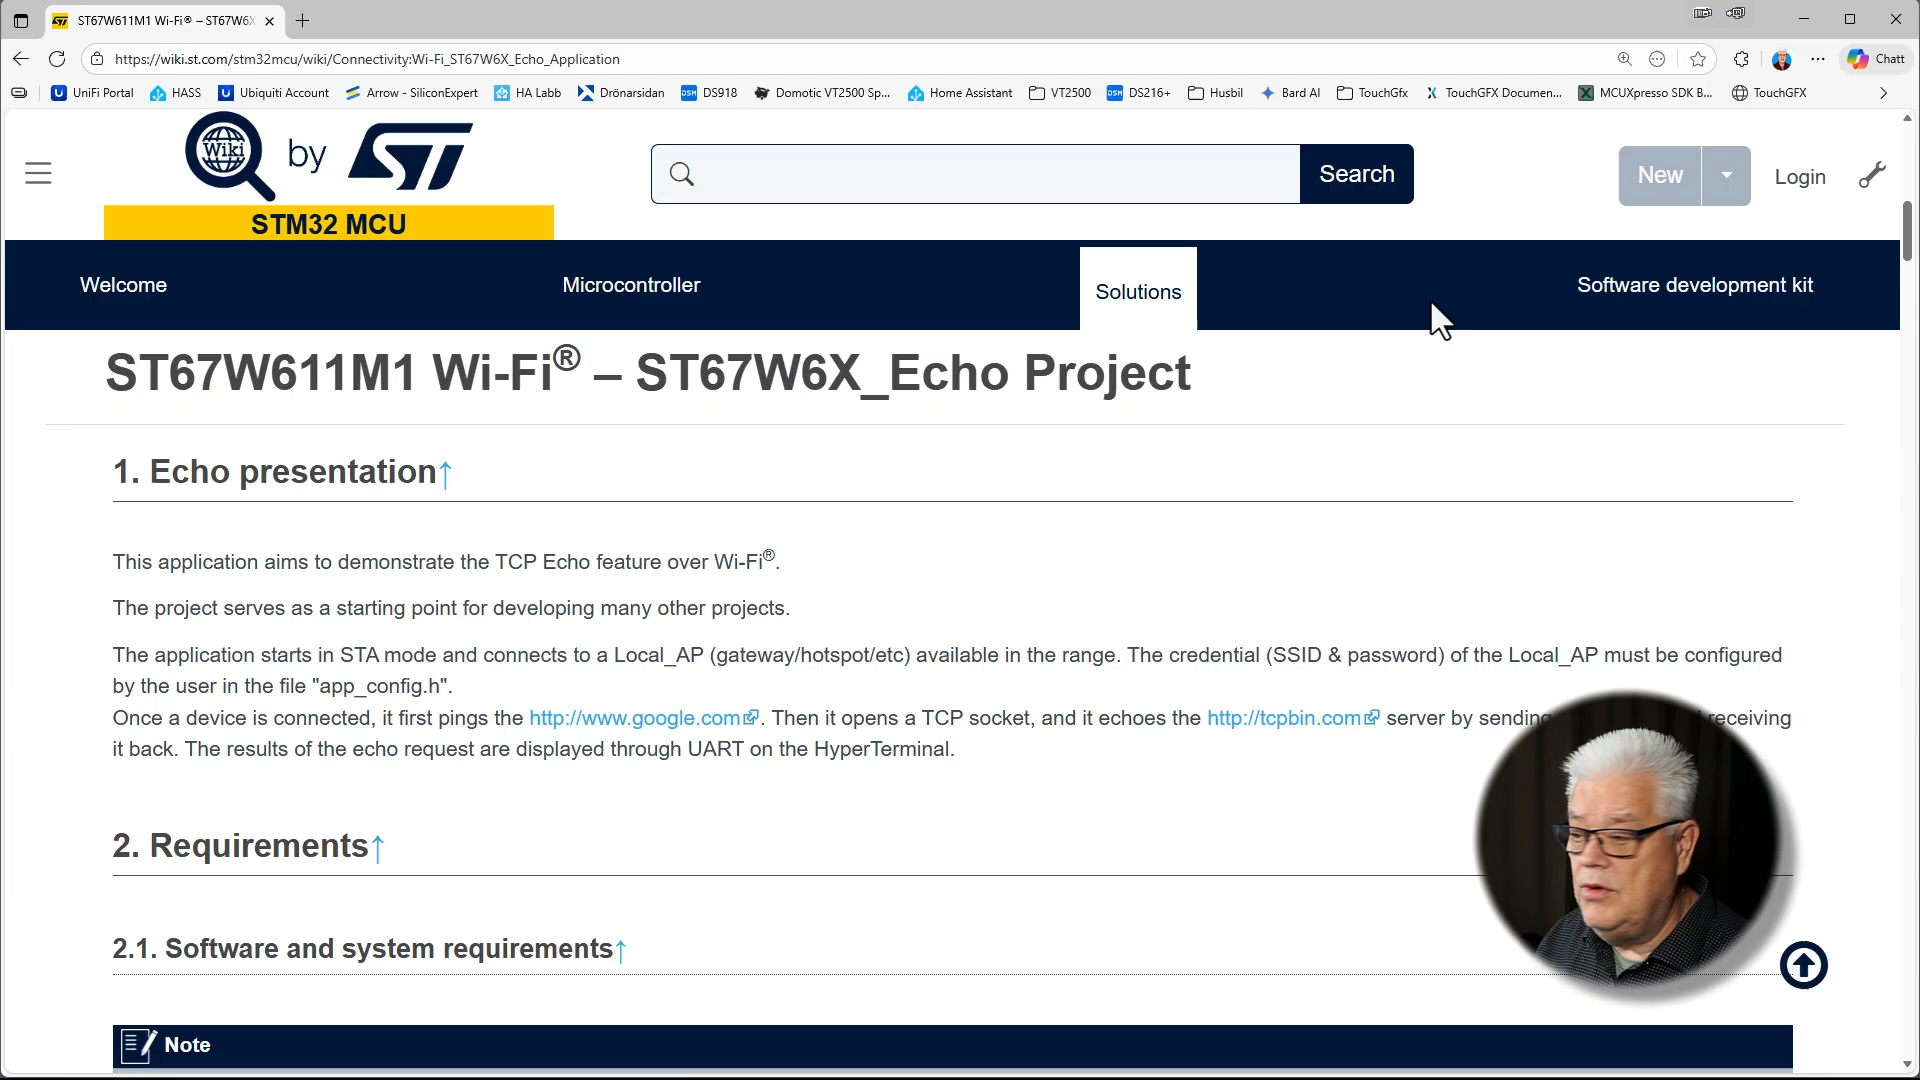 ST67W611M1 Wi-Fi® – ST67W6X
https://wiki.st.com/stm32mcu/wiki/Connectivity:Wi-Fi_ST67W6X_Echo_Application
Chatt
UniFi Portal
HASS
Ubiquiti Account
Arrow - SiliconExpert
HA Labb
Drönarsidan
DSM
DS918
Domotic VT2500 Sp...
Home Assistant
VT2500
DSM
DS216+
Husbil
Bard AI
TouchGfx
TouchGFX Documen...
MCUXpresso SDK B...
TouchGFX
Wiki
by
ST
STM32 MCU
Search
New
Login
Welcome
Microcontroller
Solutions
Software development kit
ST67W611M1 Wi-Fi® – ST67W6X_Echo Project
1. Echo presentation↑
This application aims to demonstrate the TCP Echo feature over Wi-Fi®.
The project serves as a starting point for developing many other projects.
The application starts in STA mode and connects to a Local_AP (gateway/hotspot/etc) available in the range. The credential (SSID & password) of the Local_AP must be configured
by the user in the file "app_config.h".
Once a device is connected, it first pings the http://www.google.com. Then it opens a TCP socket, and it echoes the http://tcpbin.com server by sending receiving
it back. The results of the echo request are displayed through UART on the HyperTerminal.
2. Requirements↑
2.1. Software and system requirements↑
Note